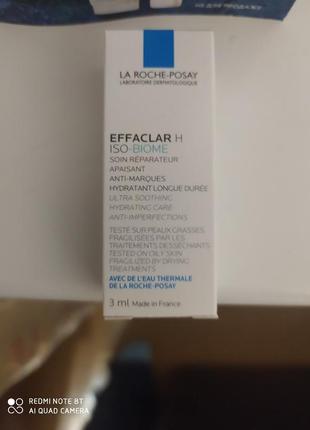 не для продажу
LA ROCHE-POSAY
LABORATOIRE DERMATOLOGIQUE
EFFACLAR H
ISO-BIOME
SOIN RÉPARATEUR
APAISANT
ANTI-MARQUES
HYDRATANT LONGUE DURÉE
ULTRA SOOTHING
HYDRATING CARE
ANTI-IMPERFECTIONS
TESTÉ SUR PEAUX GRASSES
FRAGILISÉES PAR LES
TRAITEMENTS DESSÉCHANTS
TESTED ON OILY SKIN
FRAGILIZED BY DRYING
TREATMENTS
AVEC DE L'EAU THERMALE
DE LA ROCHE-POSAY
3 ml Made in France
REDMI NOTE 8T
AI QUAD CAMERA